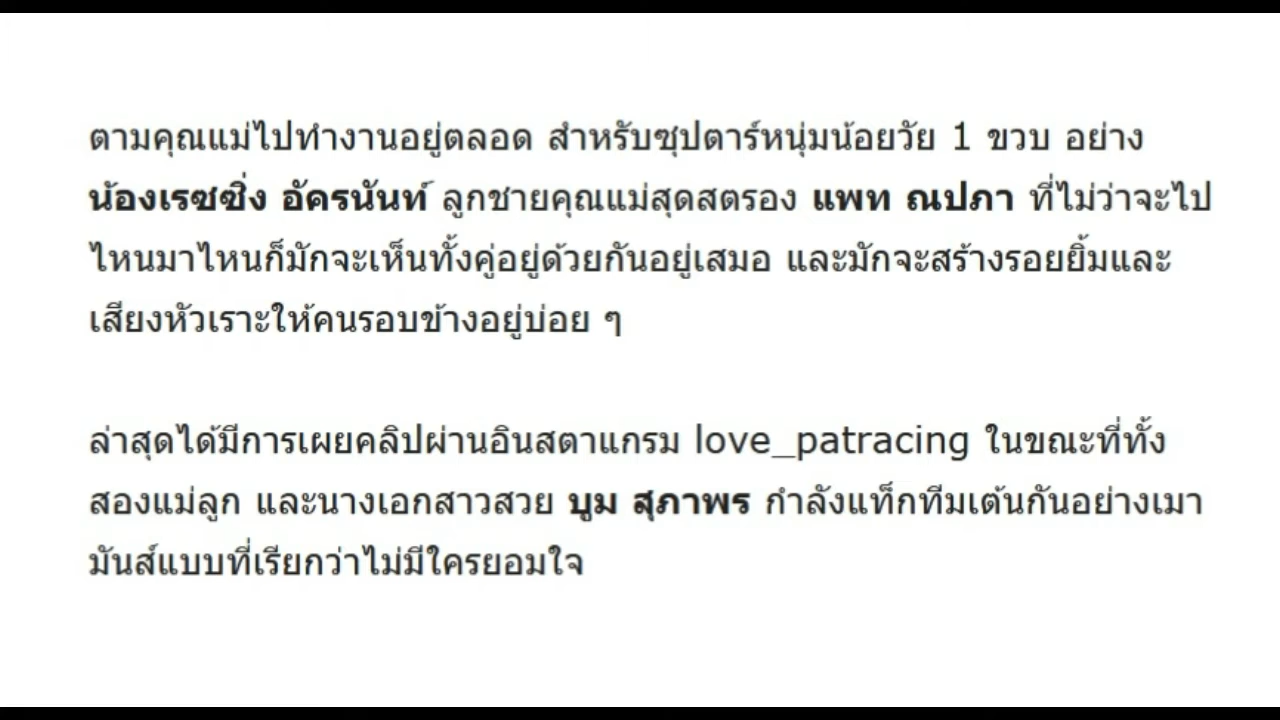 ตามคุณแม่ไปทำงานอยู่ตลอด สำหรับซุปตาร์หนุ่มน้อยวัย 1 ขวบ อย่าง
น้องเรซซิ่ง อัครนันท์ ลูกชายคุณแม่สุดสตรอง แพท ณปภา ที่ไม่ว่าจะไป
ไหนมาไหนก็มักจะเห็นทั้งคู่อยู่ด้วยกันอยู่เสมอ และมักจะสร้างรอยยิ้มและ
เสียงหัวเราะให้คนรอบข้างอยู่บ่อย ๆ
ล่าสุดได้มีการเผยคลิปผ่านอินสตาแกรม love_patracing ในขณะที่ทั้ง
สองแม่ลูก และนางเอกสาวสวย บูม สุภาพร กำลังแท็กทีมเต้นกันอย่างเมา
มันส์แบบที่เรียกว่าไม่มีใครยอมใจ